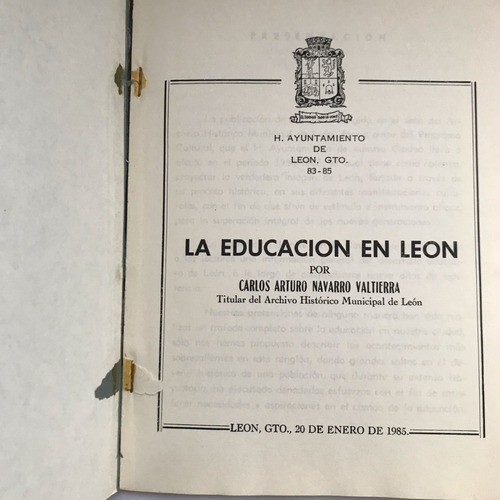 H. AYUNTAMIENTO
DE
LEON, GTO.
83-85
LA EDUCACION EN LEON
POR
CARLOS ARTURO NAVARRO VALTIERRA
Titular del Archivo Histórico Municipal de León
LEON, GTO., 20 DE ENERO DE 1985.